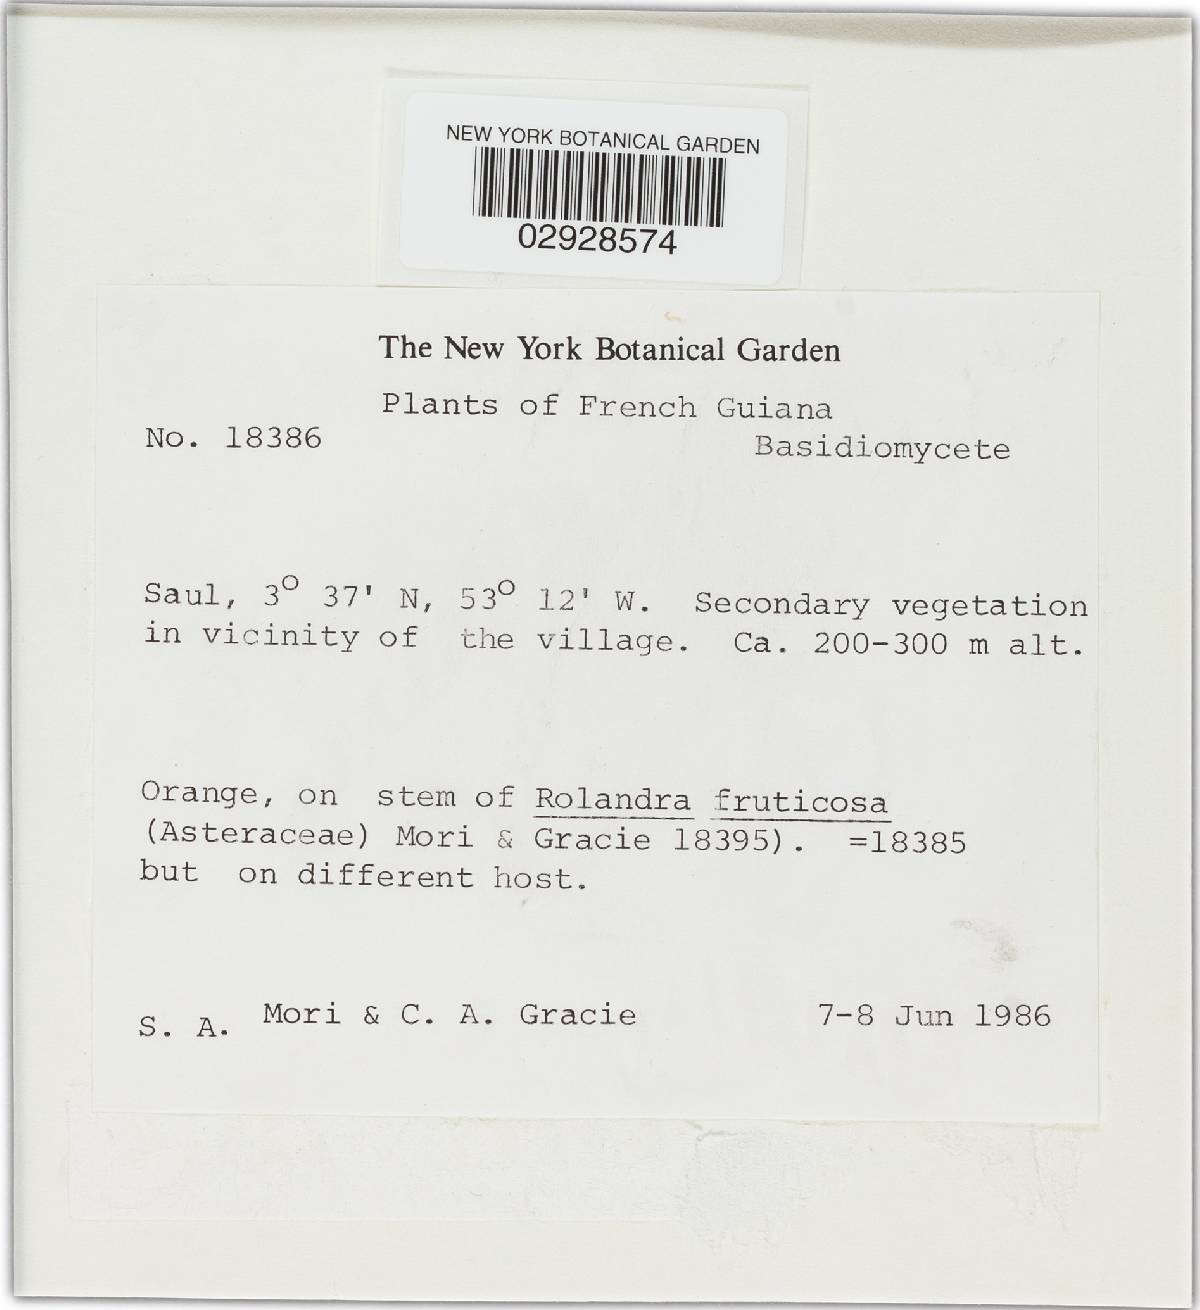 NEW YORK BOTANICAL GARDEN
02928574
The New York Botanical Garden
Plants of French Guiana
No. 18386
Basidiomycete
Saul, 3° 37' N, 53° 12' W. Secondary vegetation
in vicinity of the village. Ca. 200-300 m alt.
Orange, on stem of Rolandra fruticosa
(Asteraceae) Mori & Gracie 18395). =18385
but on different host.
S. A. Mori & C. A. Gracie 7-8 Jun 1986